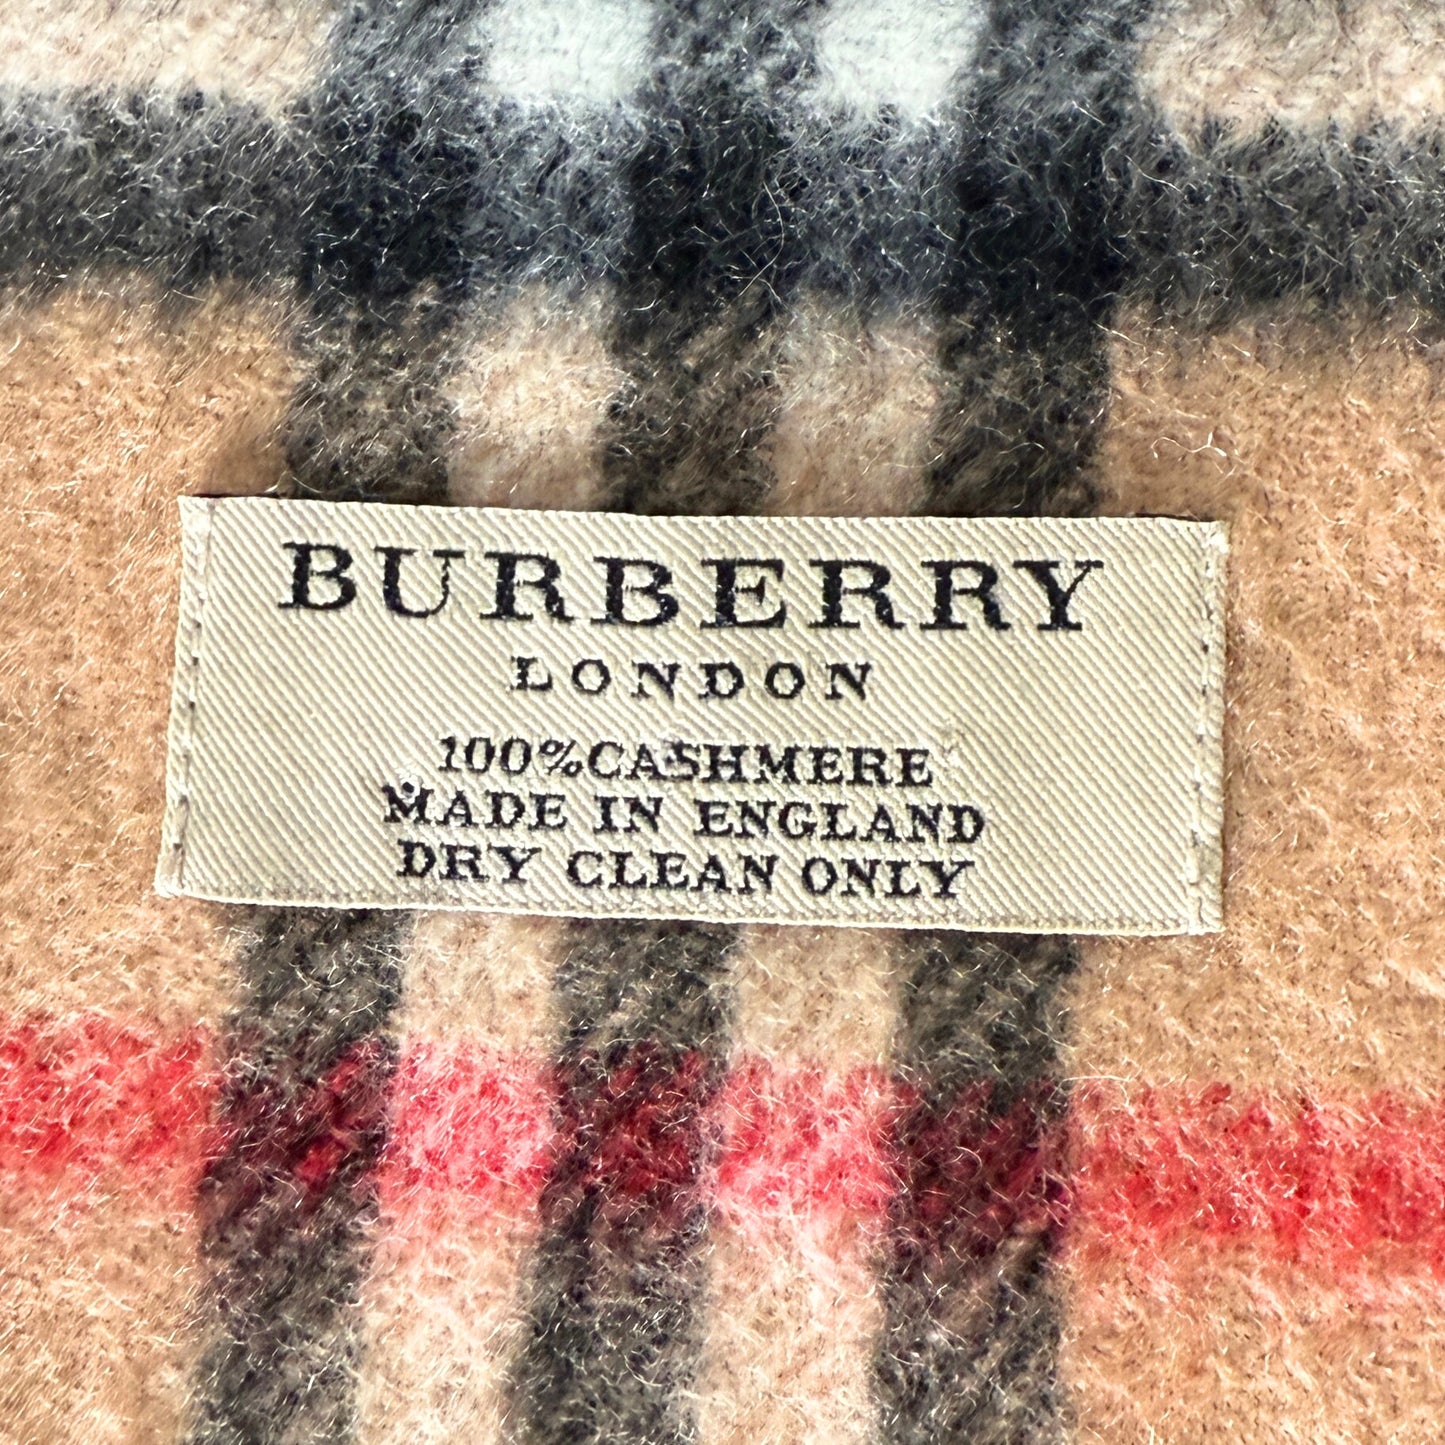 BURBERRY
LONDON
100%CASHMERE
MADE IN ENGLAND
DRY CLEAN ONLY